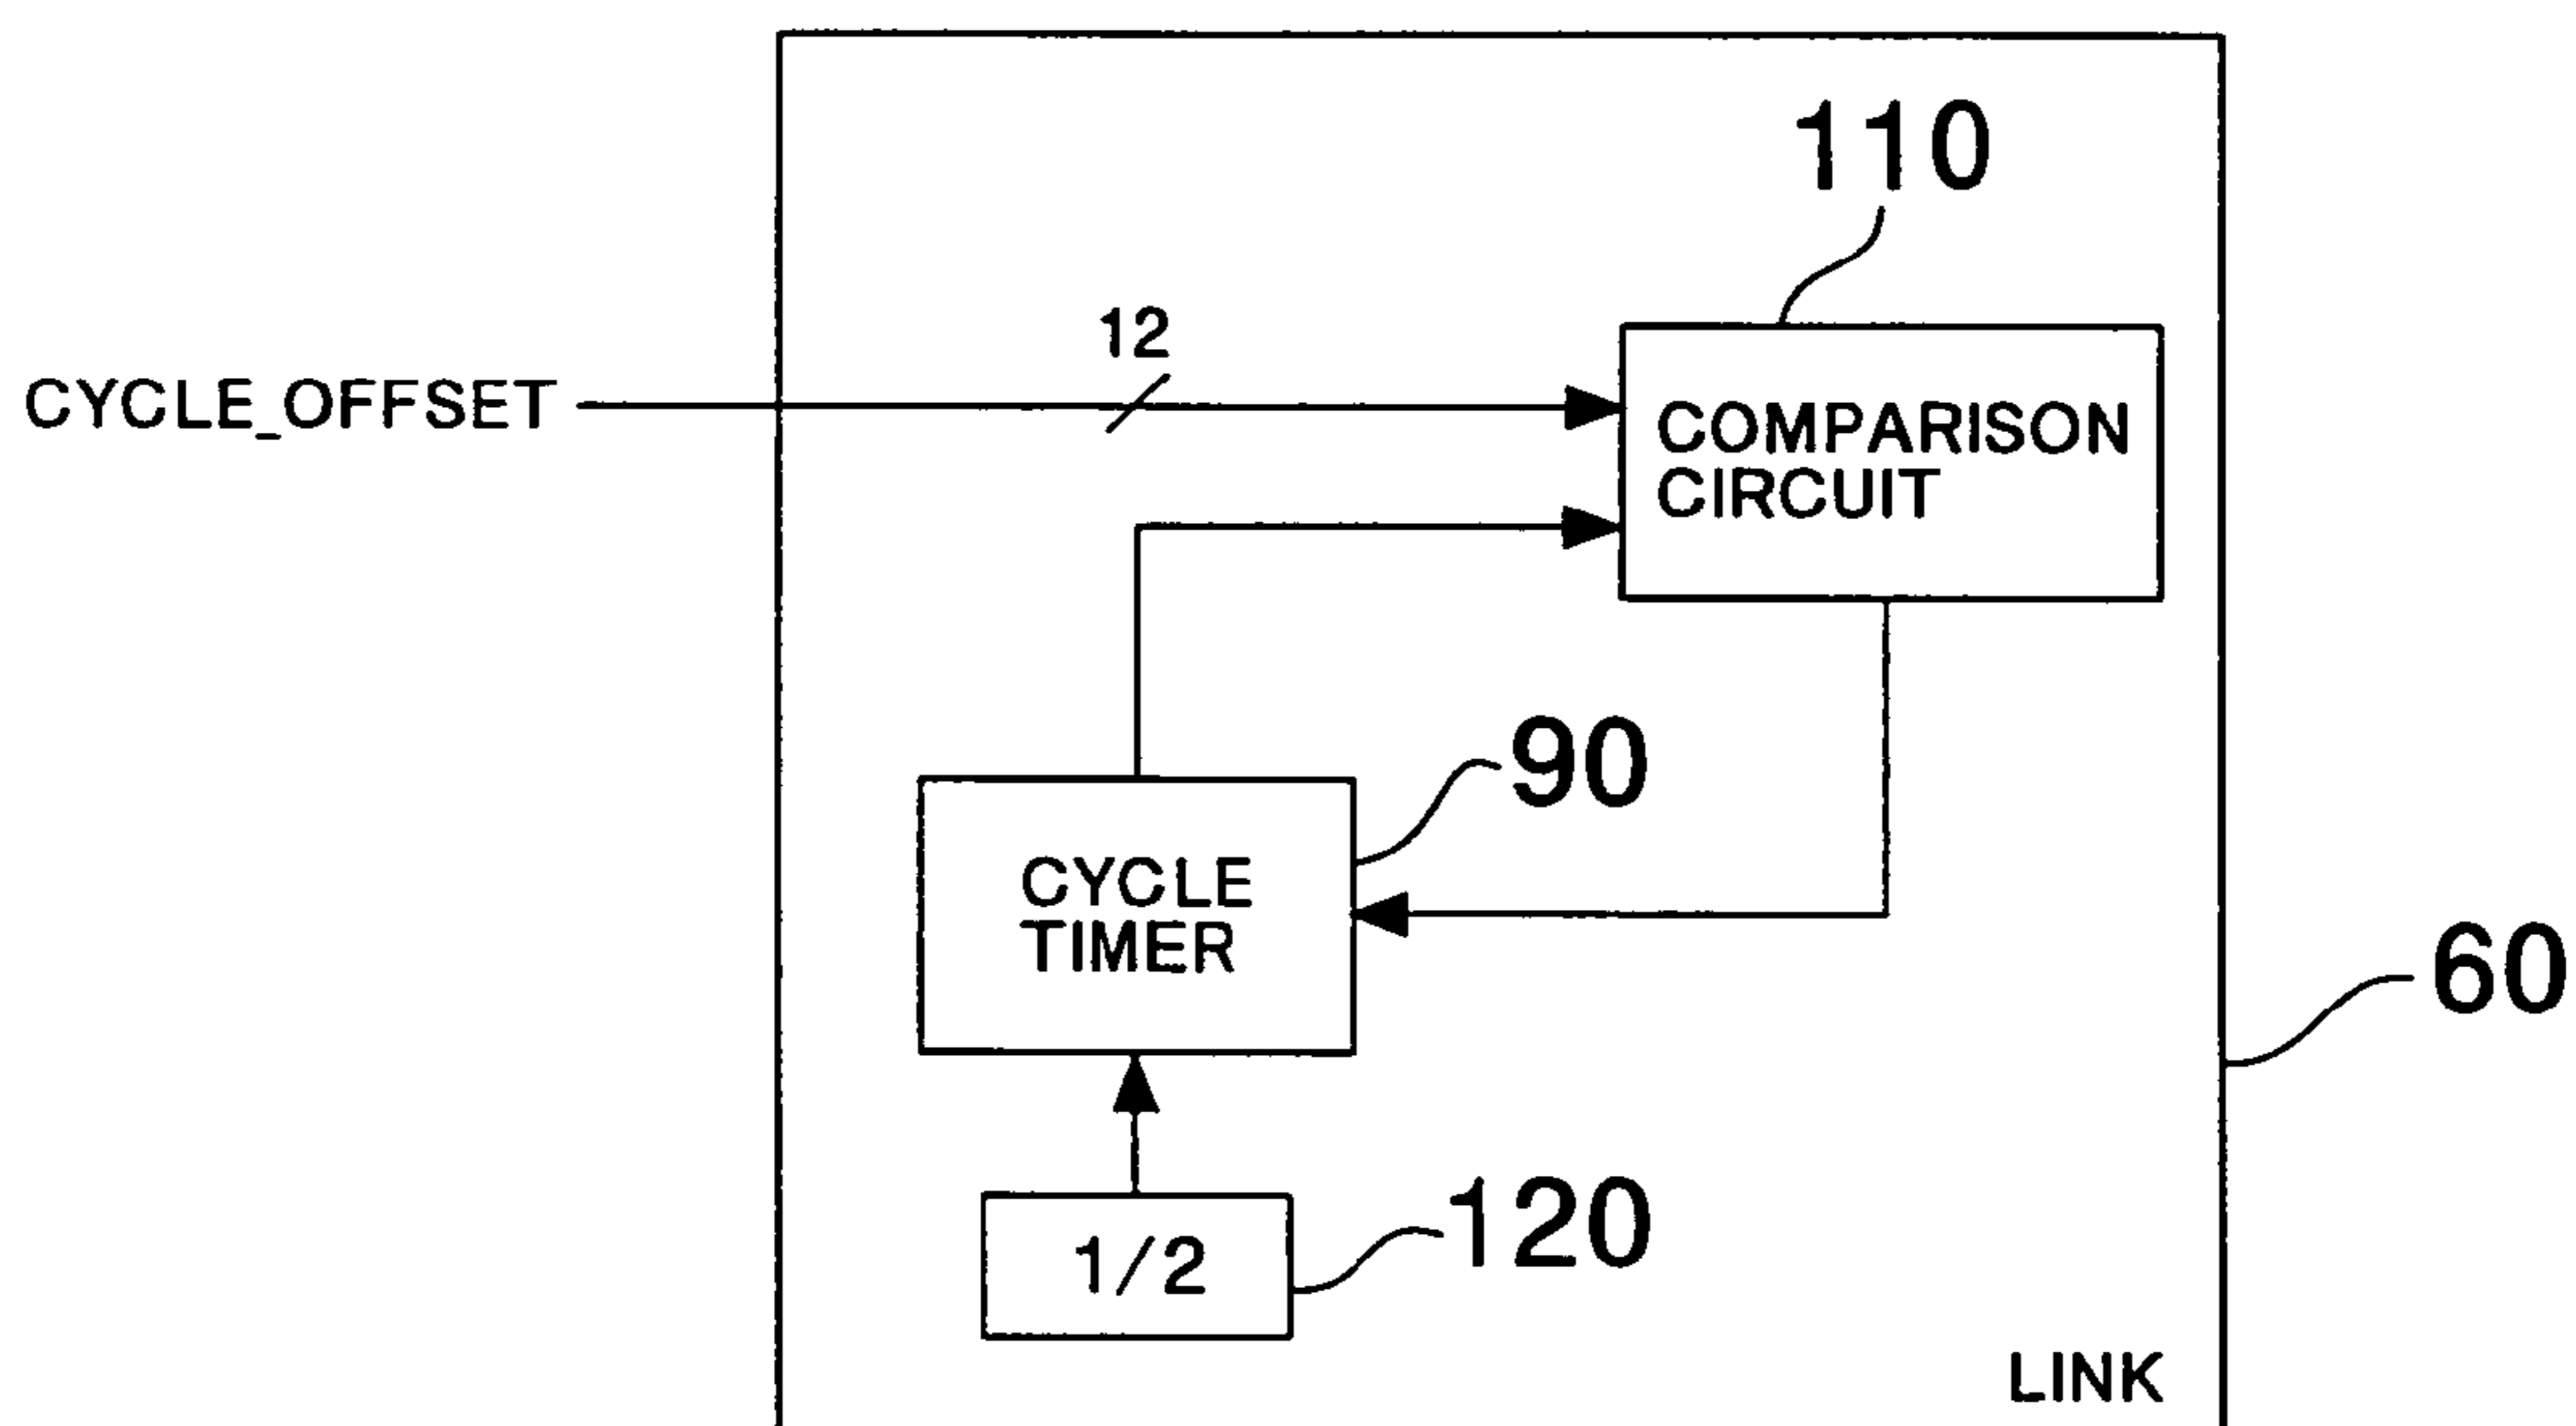 110
12
CYCLE_OFFSET
COMPARISON
CIRCUIT
90
CYCLE
TIMER
60
120
1/2
LINK